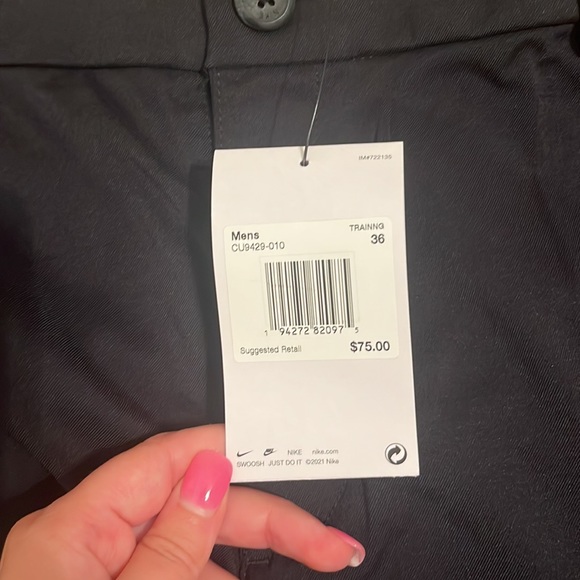 IM#722135
Mens TRAINNG
CU9429-010 36
1 94272 82097 5
Suggested Retail $75.00
NIKE nike.com
SWOOSH JUST DO IT ©2021 Nike